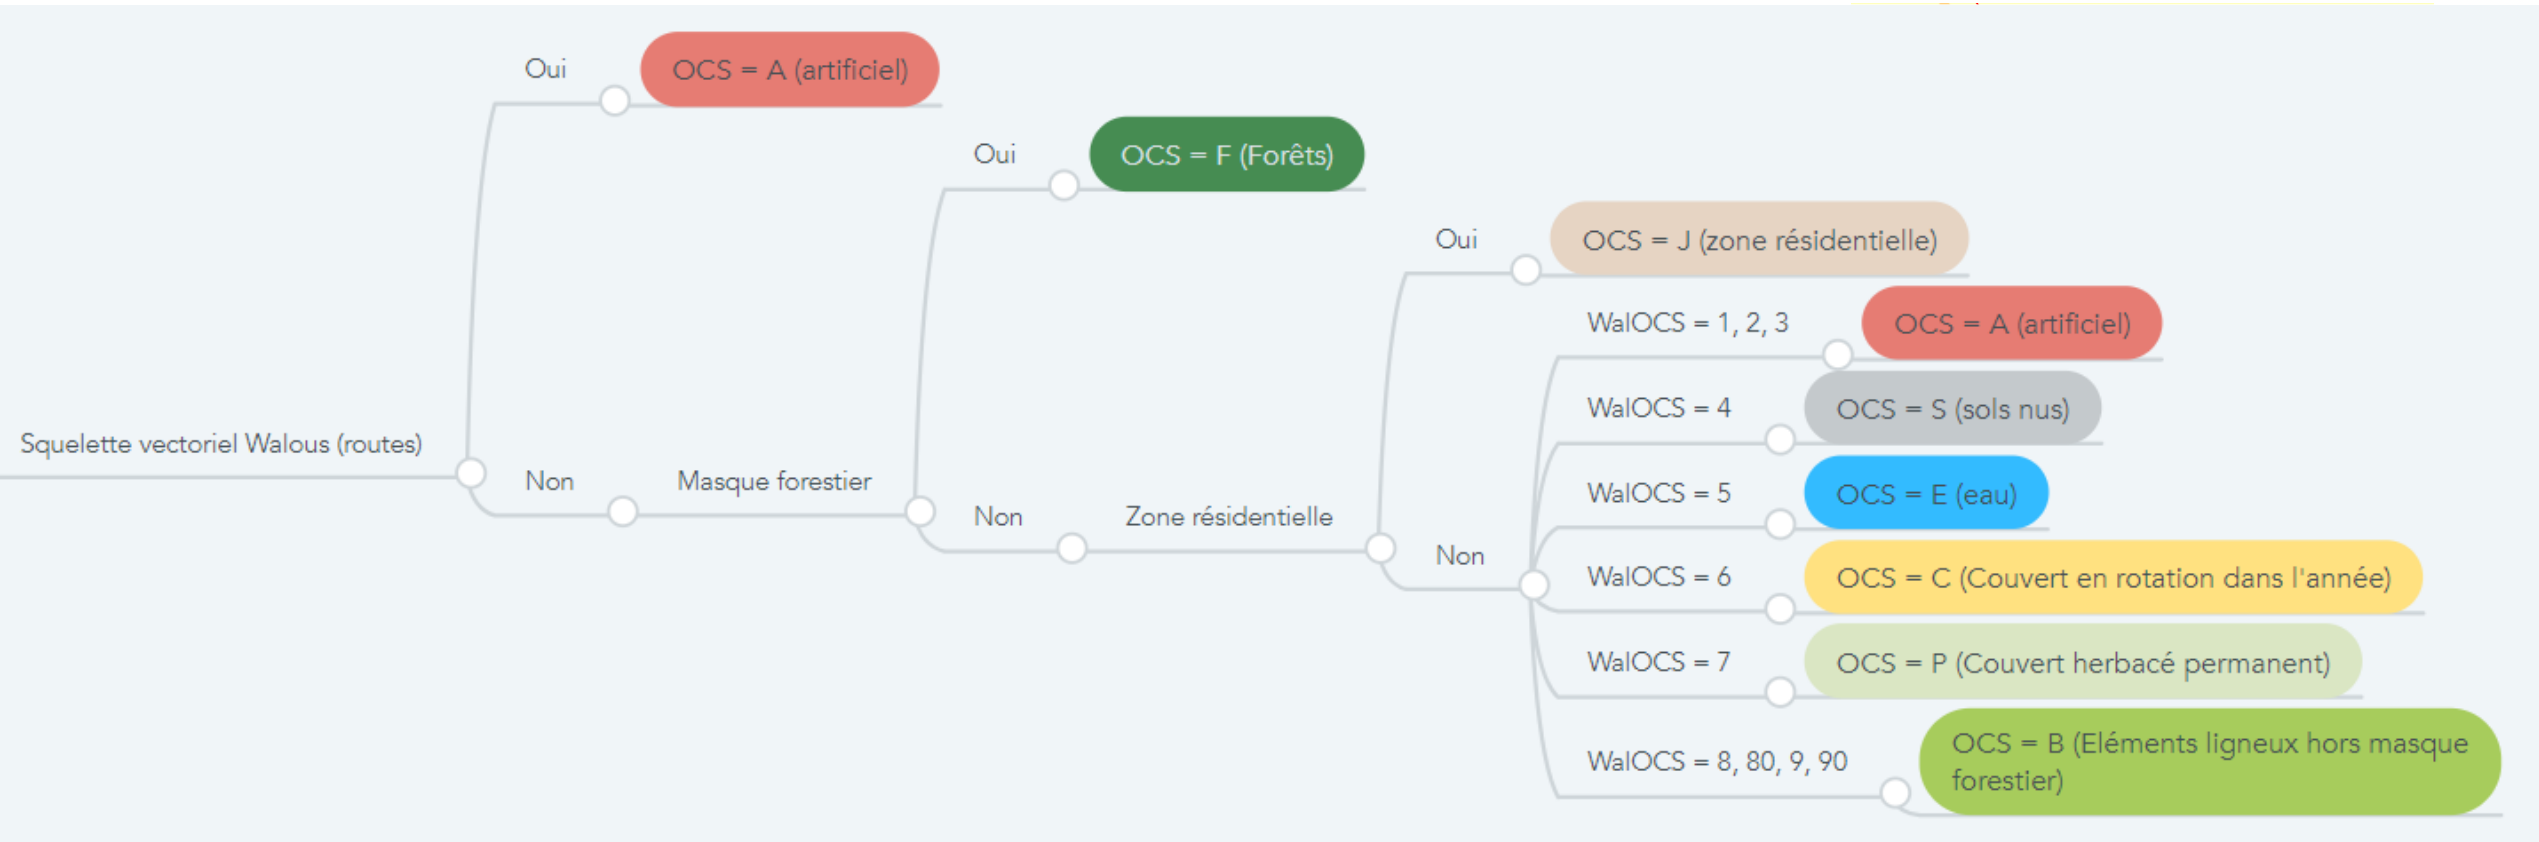 Oui
OCS = A (artificiel)
Oui
OCS = F (Forêts)
Oui
OCS = J (zone résidentielle)
WalOCS = 1, 2, 3
OCS = A (artificiel)
WalOCS = 4
OCS = S (sols nus)
Squelette vectoriel Walous (routes)
Non
Masque forestier
WalOCS = 5
OCS = E (eau)
Non
Zone résidentielle
Non
WalOCS = 6
OCS = C (Couvert en rotation dans l'année)
WalOCS = 7
OCS = P (Couvert herbacé permanent)
WalOCS = 8, 80, 9, 90
OCS = B (Eléments ligneux hors masque
forestier)